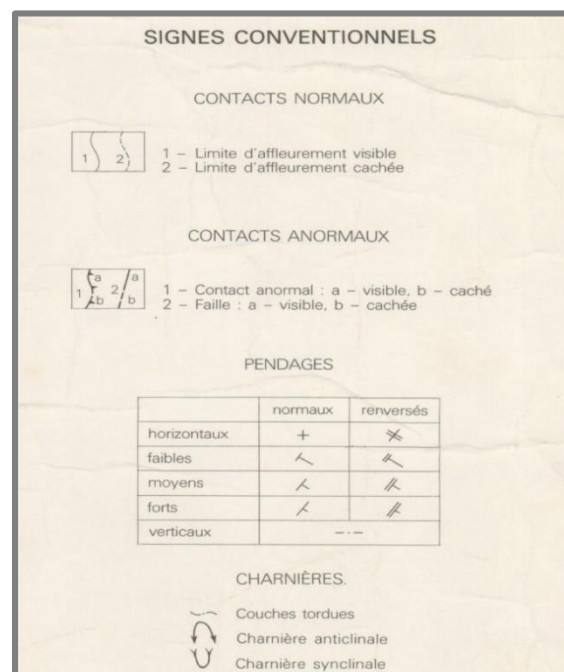 SIGNES CONVENTIONNELS
CONTACTS NORMAUX
1 2
1 – Limite d'affleurement visible
2 – Limite d'affleurement cachée
CONTACTS ANORMAUX
1 a b 2 a b
1 – Contact anormal : a – visible, b – caché
2 – Faille : a – visible, b – cachée
PENDAGES
normaux renversés
horizontaux
faibles
moyens
forts
verticaux
CHARNIÈRES.
Couches tordues
Charnière anticlinale
Charnière synclinale